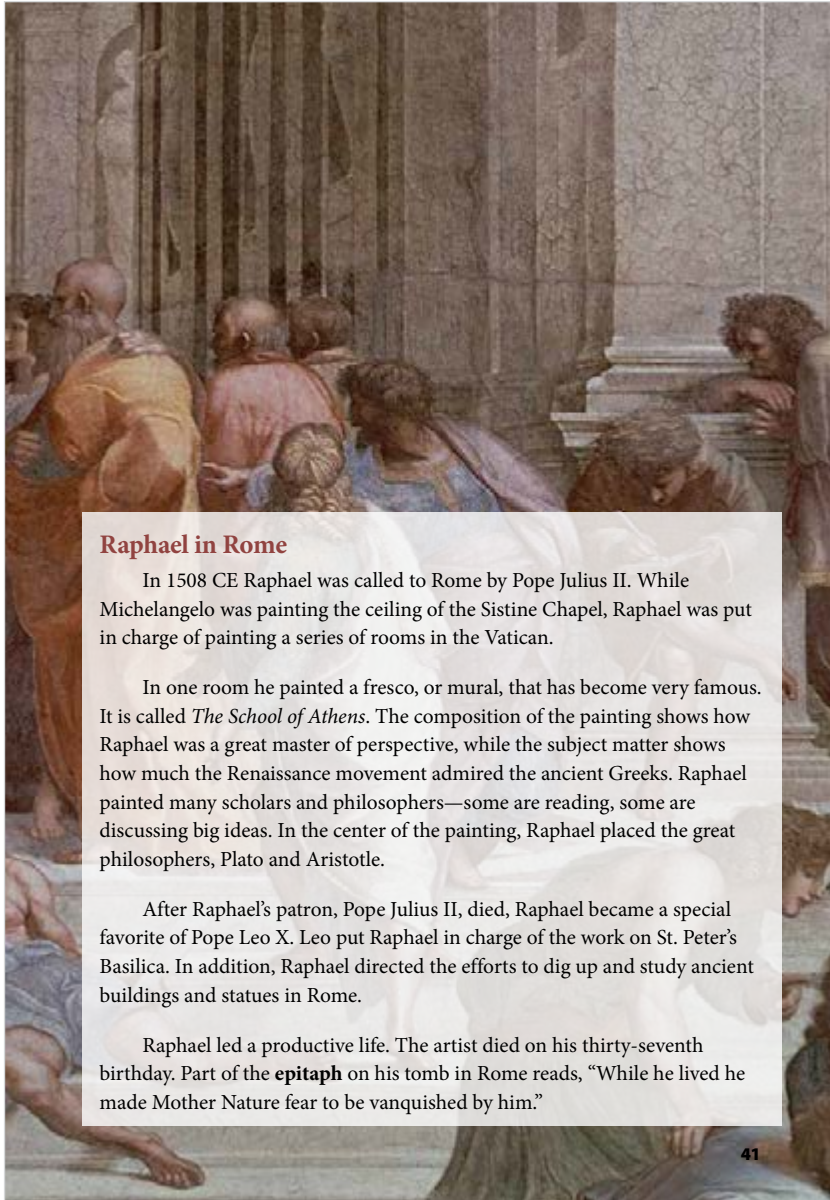 Raphael in Rome
In 1508 CE Raphael was called to Rome by Pope Julius II. While
Michelangelo was painting the ceiling of the Sistine Chapel, Raphael was put
in charge of painting a series of rooms in the Vatican.
In one room he painted a fresco, or mural, that has become very famous.
It is called The School of Athens. The composition of the painting shows how
Raphael was a great master of perspective, while the subject matter shows
how much the Renaissance movement admired the ancient Greeks. Raphael
painted many scholars and philosophers—some are reading, some are
discussing big ideas. In the center of the painting, Raphael placed the great
philosophers, Plato and Aristotle.
After Raphael’s patron, Pope Julius II, died, Raphael became a special
favorite of Pope Leo X. Leo put Raphael in charge of the work on St. Peter’s
Basilica. In addition, Raphael directed the efforts to dig up and study ancient
buildings and statues in Rome.
Raphael led a productive life. The artist died on his thirty-seventh
birthday. Part of the epitaph on his tomb in Rome reads, “While he lived he
made Mother Nature fear to be vanquished by him.”
41